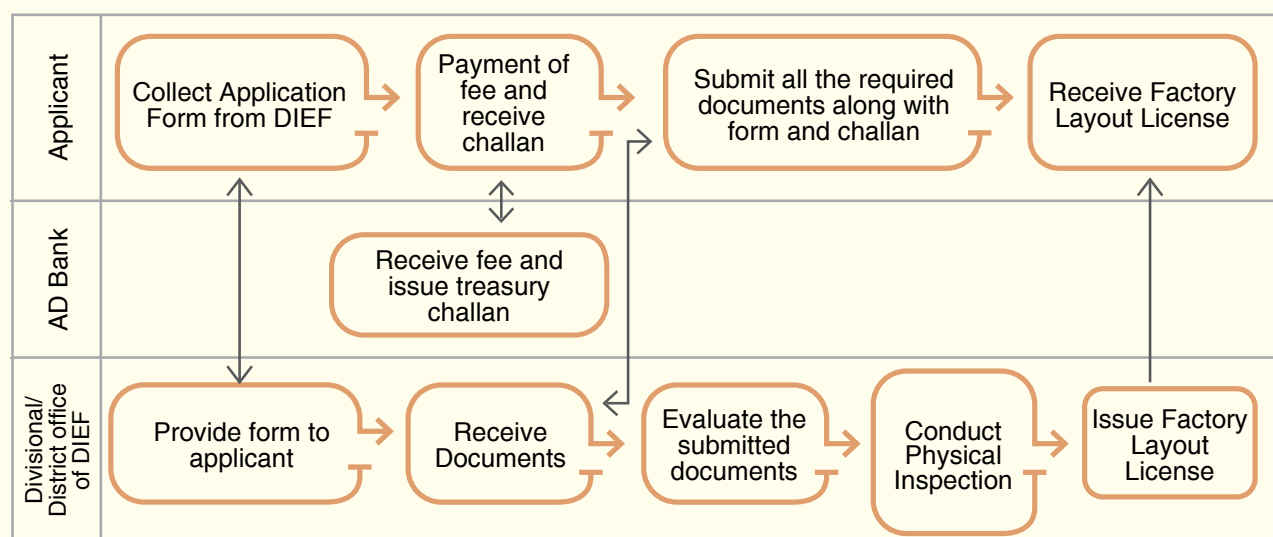 Applicant
Collect Application
Form from DIEF
Payment of
fee and
receive
challan
Submit all the required
documents along with
form and challan
Receive Factory
Layout License
AD Bank
Receive fee and
issue treasury
challan
Divisional/
District office
of DIEF
Provide form to
applicant
Receive
Documents
Evaluate the
submitted
documents
Conduct
Physical
Inspection
Issue Factory
Layout
License